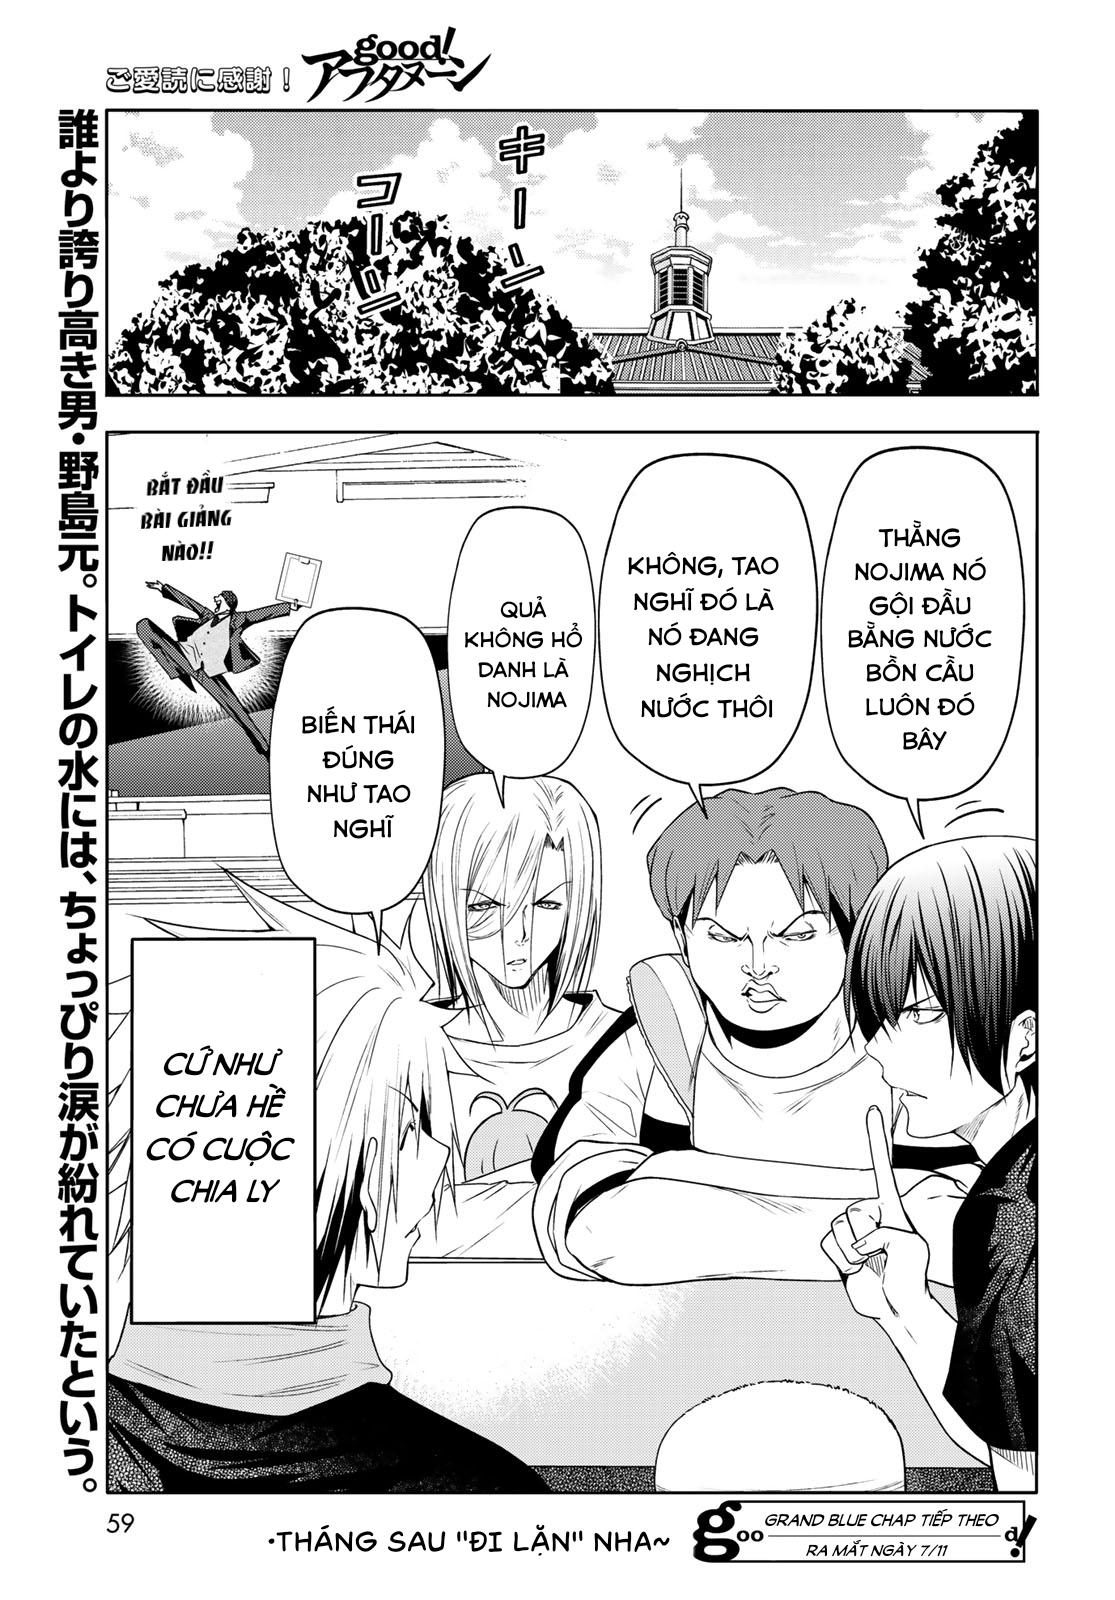 ご愛読に感謝！
good!
アフタヌーン
キーン
コーン
誰より誇り高き男・野島元。トイレの水には、ちょっぴり涙が紛れていたという。
THẰNG
NOJIMA NÓ
GỘI ĐẦU
BẰNG NƯỚC
BỒN CẦU
LUÔN ĐÓ
BÂY
KHÔNG, TAO
NGHĨ ĐÓ LÀ
NÓ ĐANG
NGHỊCH
NƯỚC THÔI
QUẢ
KHÔNG HỔ
DANH LÀ
NOJIMA
BIẾN THÁI
ĐÚNG
NHƯ TAO
NGHĨ
BẮT ĐẦU
BÀI GIẢNG
NÀO!!
CỨ NHƯ
CHƯA HỀ
CÓ CUỘC
CHIA LY
59
•THÁNG SAU "ĐI LẶN" NHA~
good!
GRAND BLUE CHAP TIẾP THEO
RA MẮT NGÀY 7/11